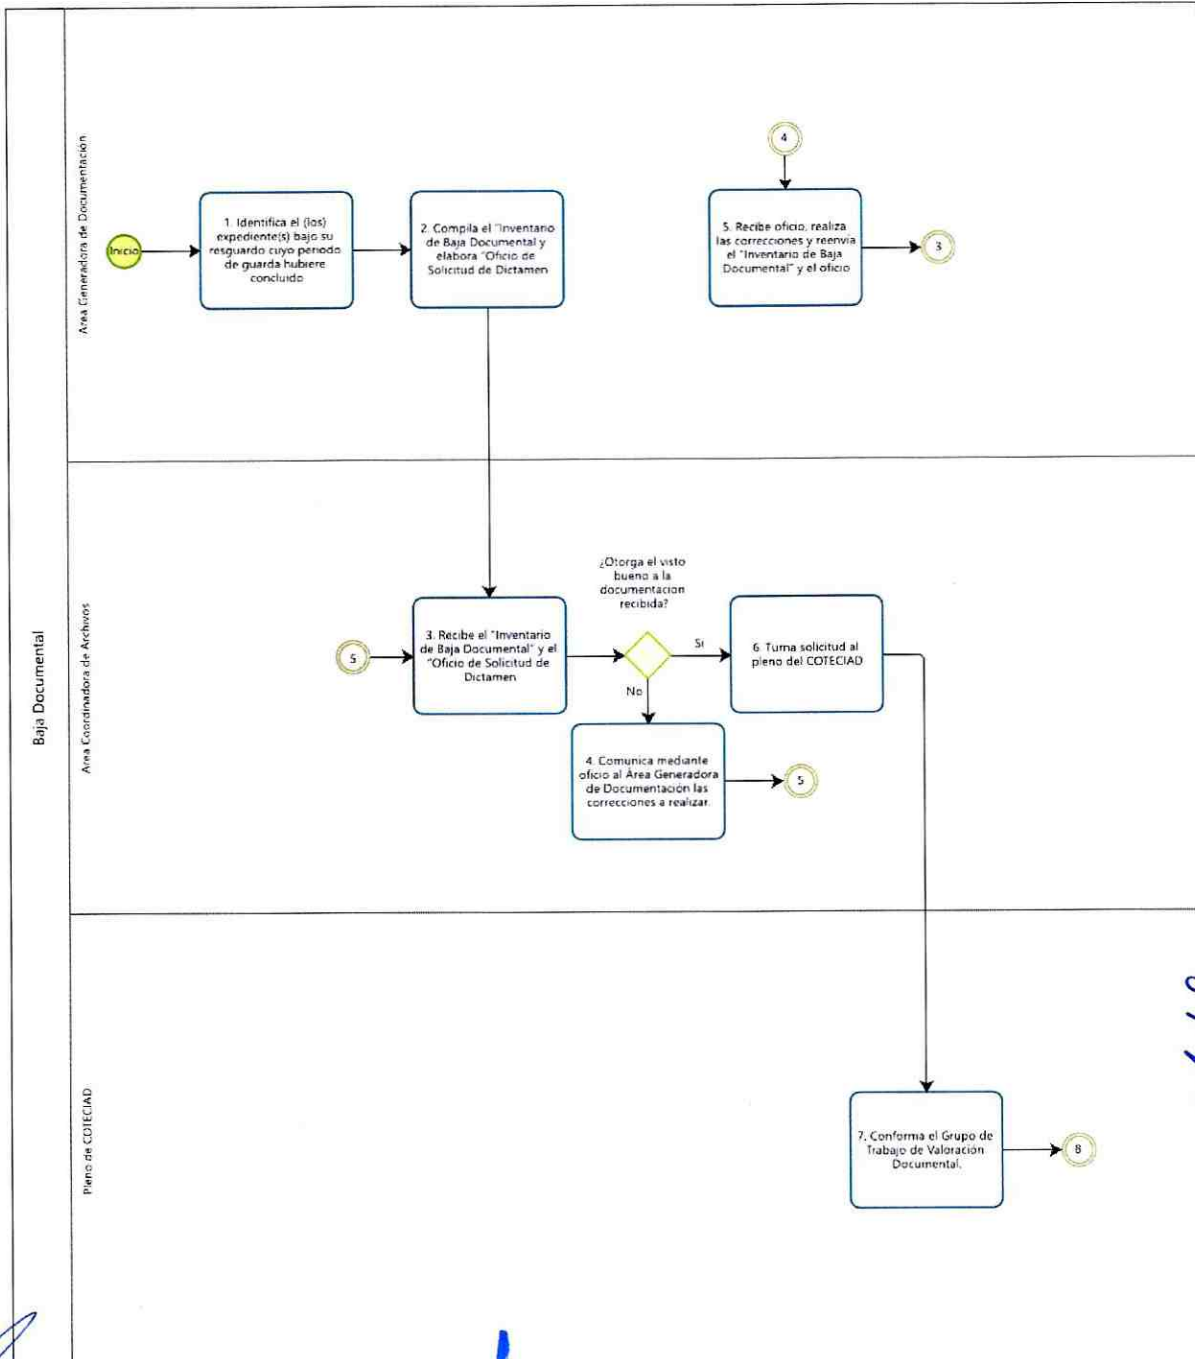 Baja Documental
Área Generadora de Documentación
Inicio
1. Identifica el (los)
expediente(s) bajo su
resguardo cuyo periodo
de guarda hubiere
concluido
2. Compila el "Inventario
de Baja Documental y
elabora "Oficio de
Solicitud de Dictamen
4
5. Recibe oficio, realiza
las correcciones y reenvia
el "Inventario de Baja
Documental" y el oficio
3
Área Coordinadora de Archivos
5
3. Recibe el "Inventario
de Baja Documental" y el
"Oficio de Solicitud de
Dictamen
¿Otorga el visto
bueno a la
documentacion
recibida?
Si
No
6. Turna solicitud al
pleno del COTECIAD
4. Comunica mediante
oficio al Área Generadora
de Documentación las
correcciones a realizar.
5
Pleno de COTECIAD
7. Conforma el Grupo de
Trabajo de Valoración
Documental.
8